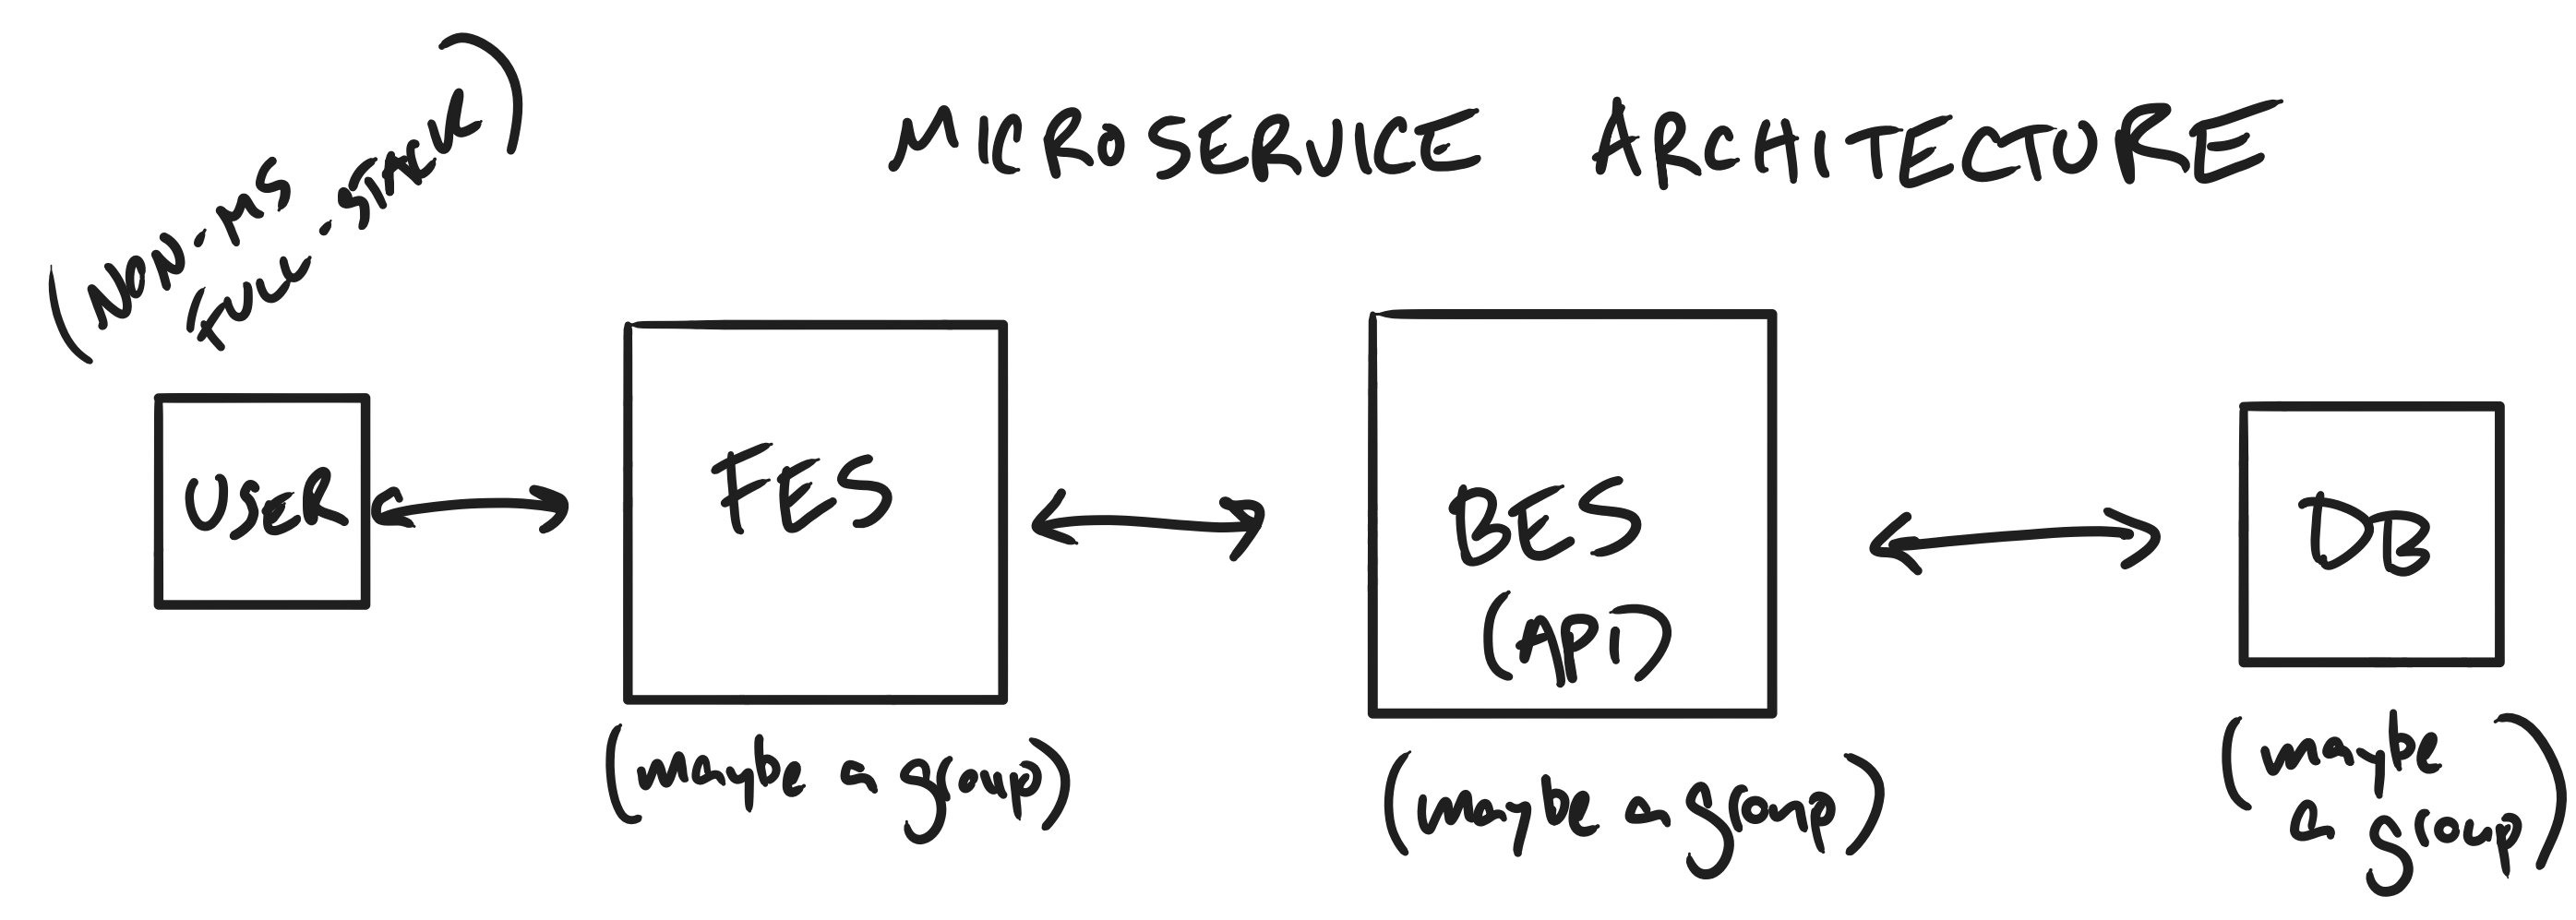 (NON-MS
FULL-STACK)
MICROSERVICE ARCHITECTURE
USER
FES
(maybe a group)
BES
(API)
(maybe a group)
DB
(maybe
a group)